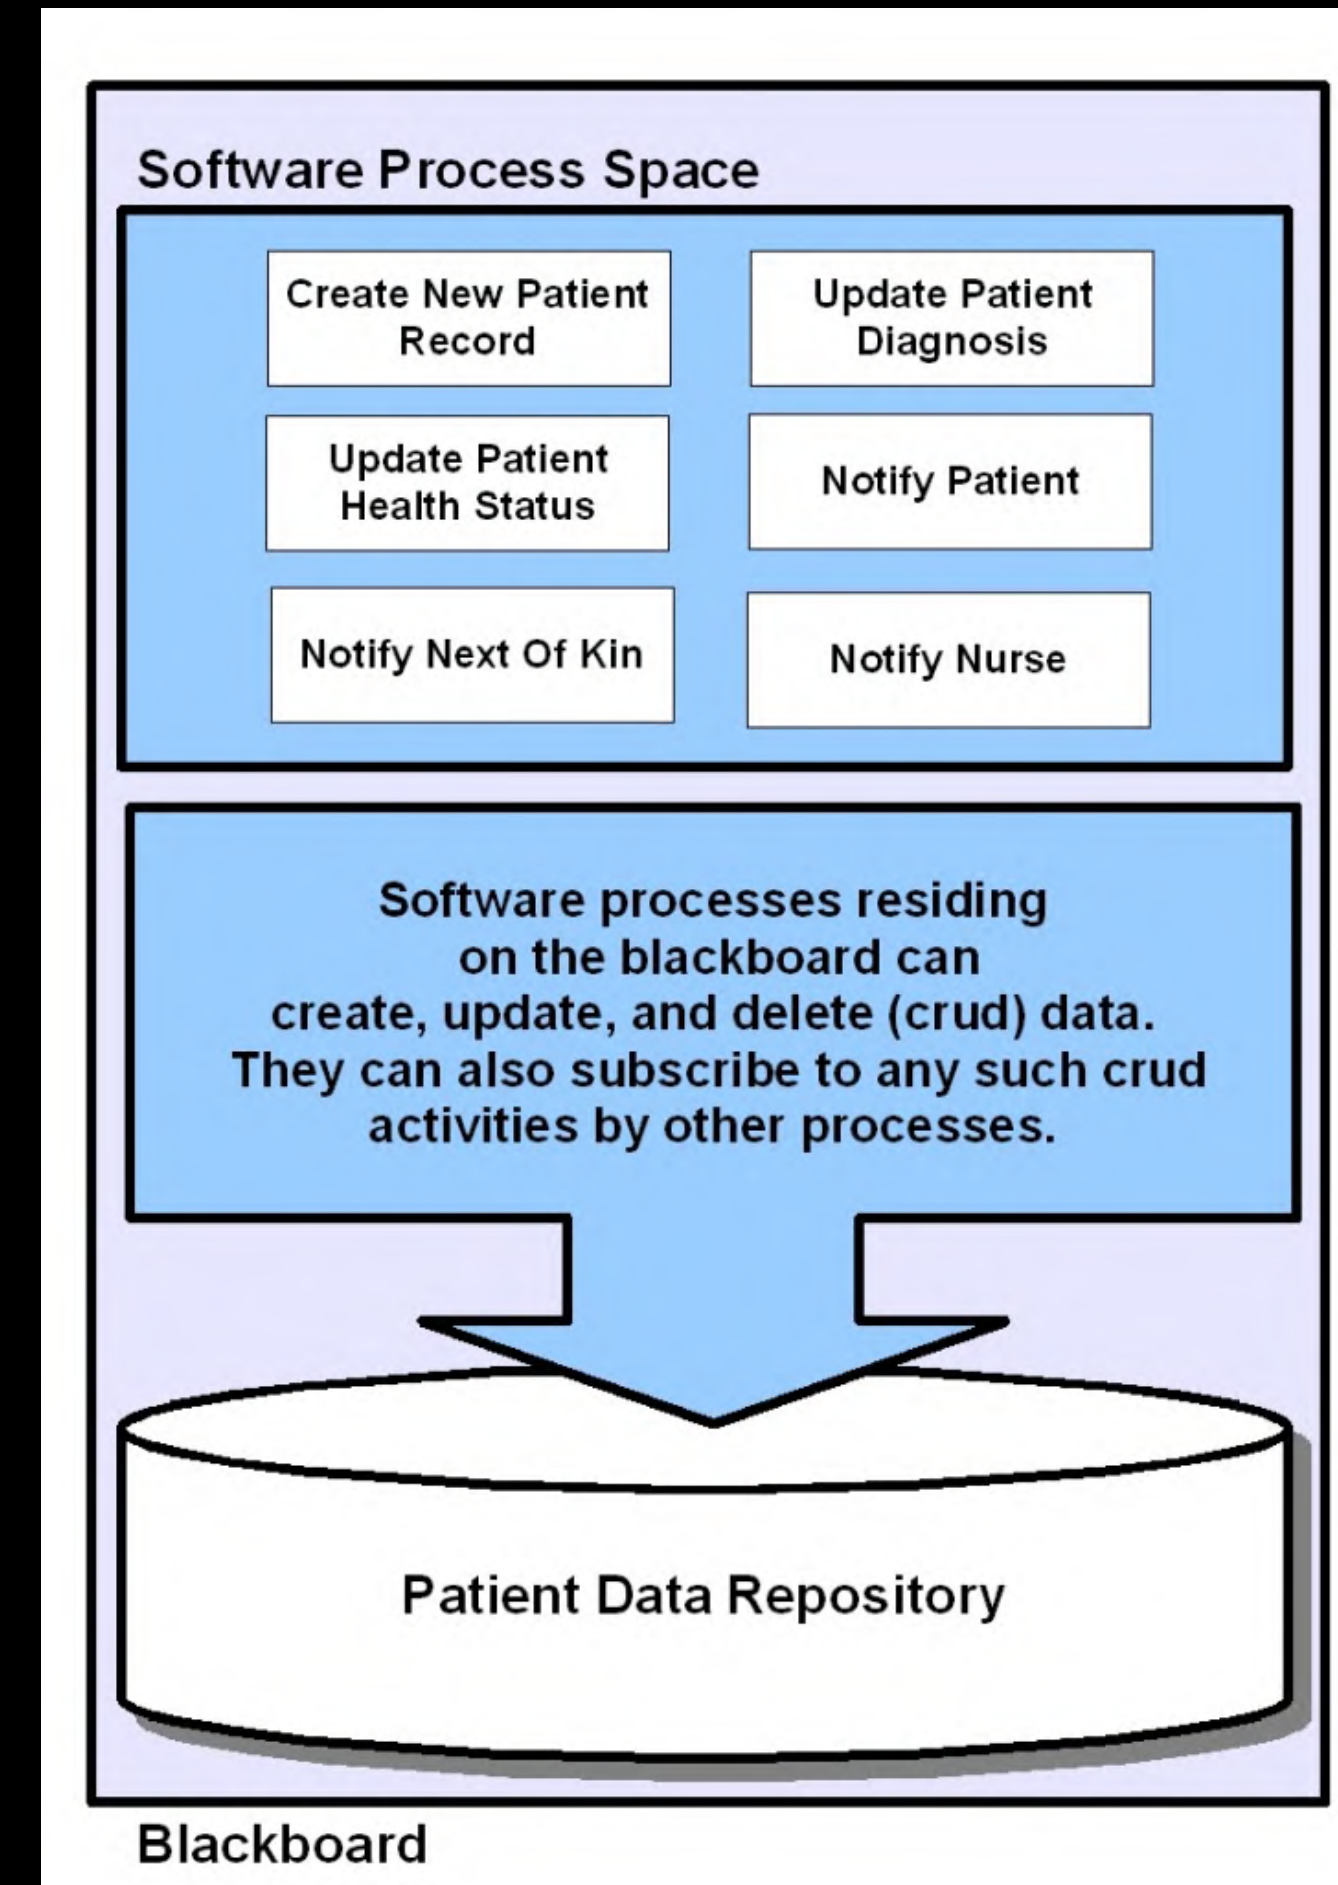 Software Process Space
Create New Patient
Record
Update Patient
Diagnosis
Update Patient
Health Status
Notify Patient
Notify Next Of Kin
Notify Nurse
Software processes residing
on the blackboard can
create, update, and delete (crud) data.
They can also subscribe to any such crud
activities by other processes.
Patient Data Repository
Blackboard